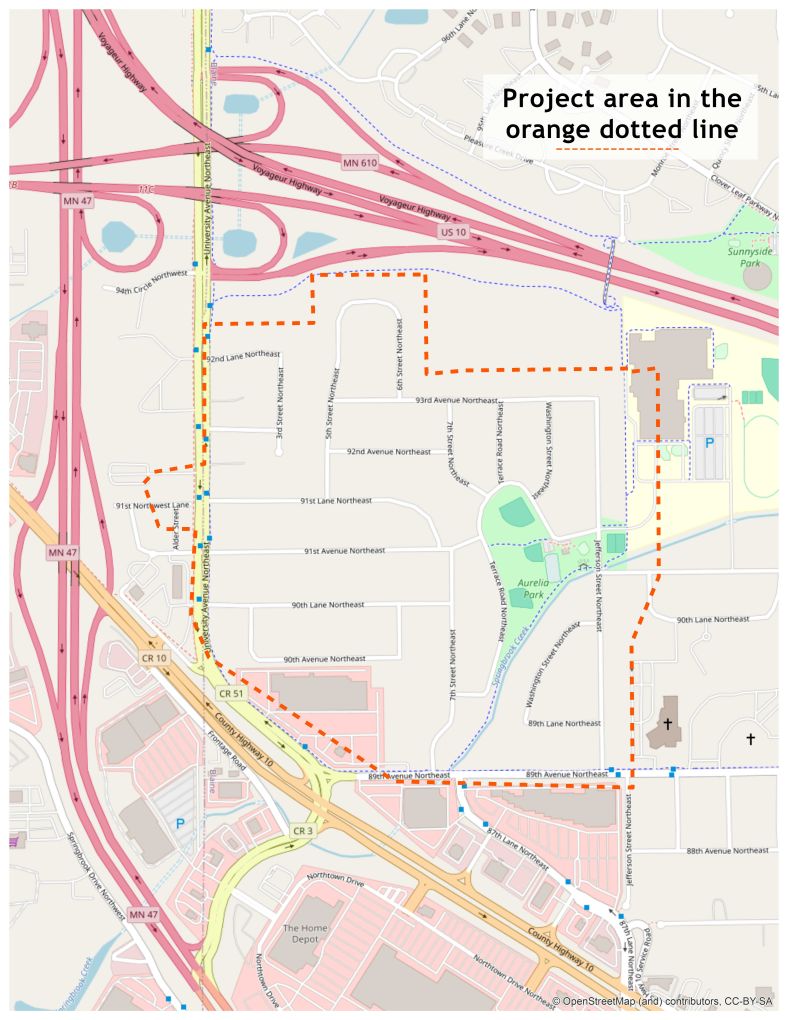 Project area in the
orange dotted line
96th Lane Northeast
Voyageur Highway
Blaine
Pleasure Creek Drive
MN 610
Voyageur Highway
Voyageur Highway
US 10
Clover Leaf Parkway N
University Avenue Northeast
MN 47
11C
Sunnyside
Park
94th Circle Northwest
92nd Lane Northeast
3rd Street Northeast
5th Street Northeast
6th Street Northeast
93rd Avenue Northeast
7th Street Northeast
Terrace Road Northeast
Washington Street Northeast
P
92nd Avenue Northeast
91st Lane Northeast
91st Northwest Lane
Alder Street
MN 47
91st Avenue Northeast
University Avenue Northeast
Jefferson Street Northeast
Aurelia
Park
Terrace Road Northeast
90th Lane Northeast
90th Lane Northeast
7th Street Northeast
Springbrook Creek
Washington Street Northeast
90th Avenue Northeast
CR 10
CR 51
County Highway 10
Frontage Road
Blaine
89th Lane Northeast
89th Avenue Northeast
89th Avenue Northeast
P
CR 3
87th Lane Northeast
Jefferson Street Northeast
88th Avenue Northeast
Springbrook Drive Northwest
Northtown Drive
MN 47
The Home
Depot
County Highway 10
87th Lane Northeast
Hwy 10 Service Road
Northtown Drive
Northtown Drive Northeast
Springbrook Creek
© OpenStreetMap (and) contributors, CC-BY-SA